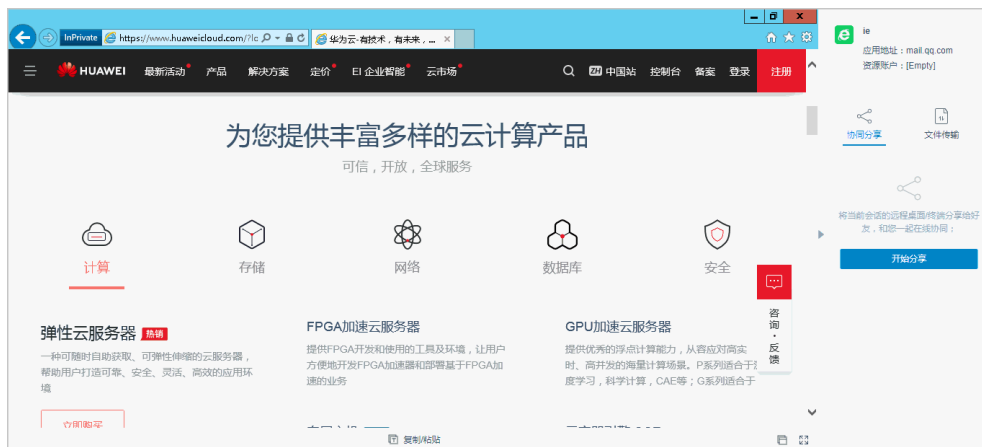 InPrivate
https://www.huaweicloud.com/?lc
华为云-有技术，有未来，...
HUAWEI 最新活动 产品 解决方案 定价 EI 企业智能 云市场 中国站 控制台 备案 登录 注册
为您提供丰富多样的云计算产品
可信，开放，全球服务
计算 存储 网络 数据库 安全
弹性云服务器 热销
一种可随时自助获取、可弹性伸缩的云服务器，
帮助用户打造可靠、安全、灵活、高效的应用环
境
立即购买
FPGA加速云服务器
提供FPGA开发和使用的工具及环境，让用户
方便地开发FPGA加速器和部署基于FPGA加
速的业务
GPU加速云服务器
提供优秀的浮点计算能力，从容应对高实
时、高并发的海量计算场景。P系列适合于
度学习，科学计算，CAE等；G系列适合于
咨询·反馈
复制/粘贴
ie
应用地址：mail.qq.com
资源账户：[Empty]
协同分享 文件传输
将当前会话的远程桌面/终端分享给好
友，和您一起在线协同；
开始分享